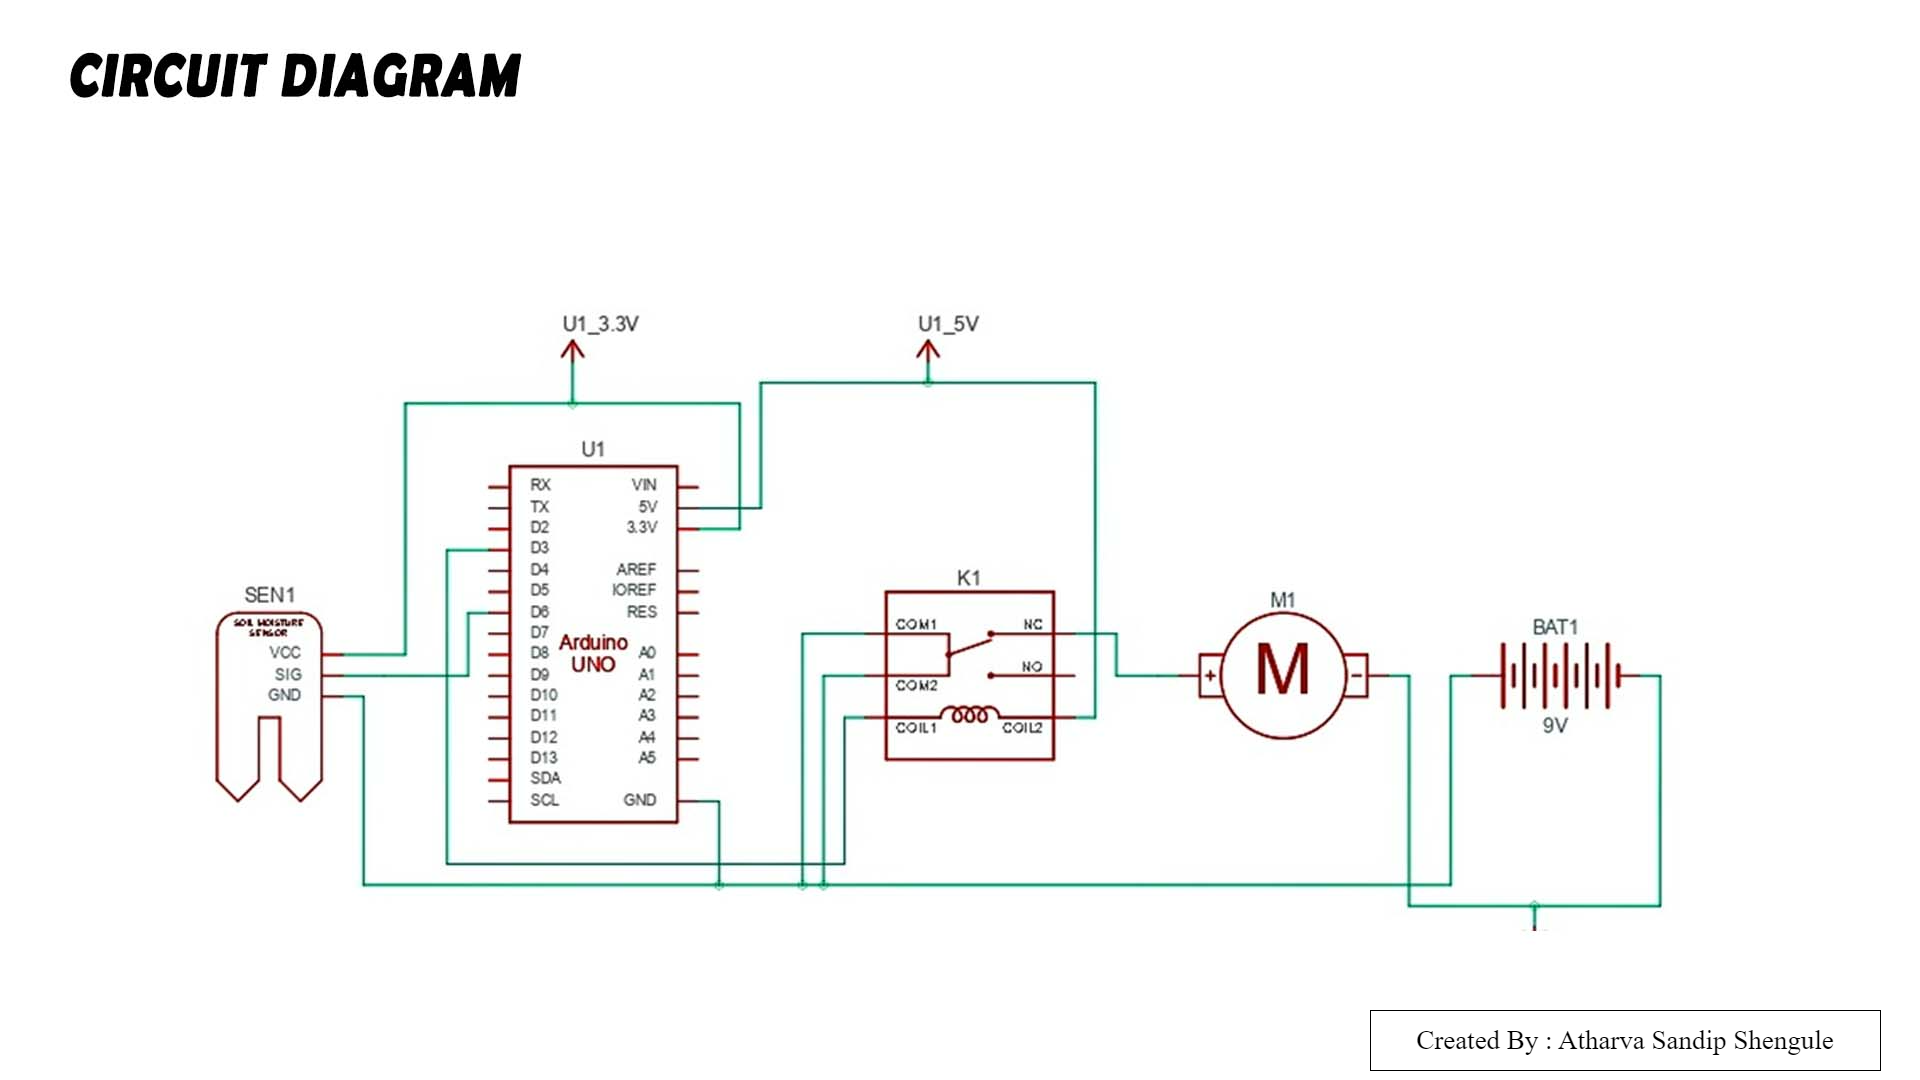 CIRCUIT DIAGRAM
U1_3.3V
U1_5V
U1
RX
TX
D2
D3
D4
D5
D6
D7
D8
D9
D10
D11
D12
D13
SDA
SCL
VIN
5V
3.3V
AREF
IOREF
RES
A0
A1
A2
A3
A4
A5
GND
Arduino
UNO
SEN1
SOIL MOISTURE
SENSOR
VCC
SIG
GND
K1
COM1
NC
NO
COM2
COIL1
COIL2
M1
+
M
-
BAT1
9V
Created By : Atharva Sandip Shengule